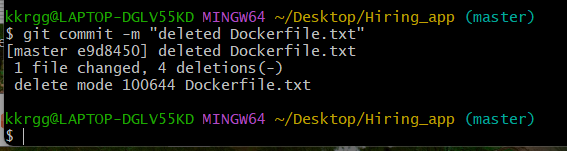 kkrgg@LAPTOP-DGLV55KD MINGW64 ~/Desktop/Hiring_app (master)
$ git commit -m "deleted Dockerfile.txt"
[master e9d8450] deleted Dockerfile.txt
 1 file changed, 4 deletions(-)
 delete mode 100644 Dockerfile.txt
kkrgg@LAPTOP-DGLV55KD MINGW64 ~/Desktop/Hiring_app (master)
$